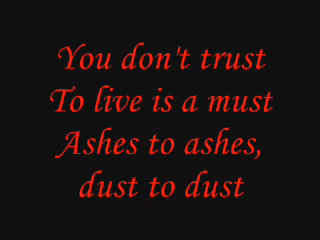 You don't trust
To live is a must
Ashes to ashes,
dust to dust